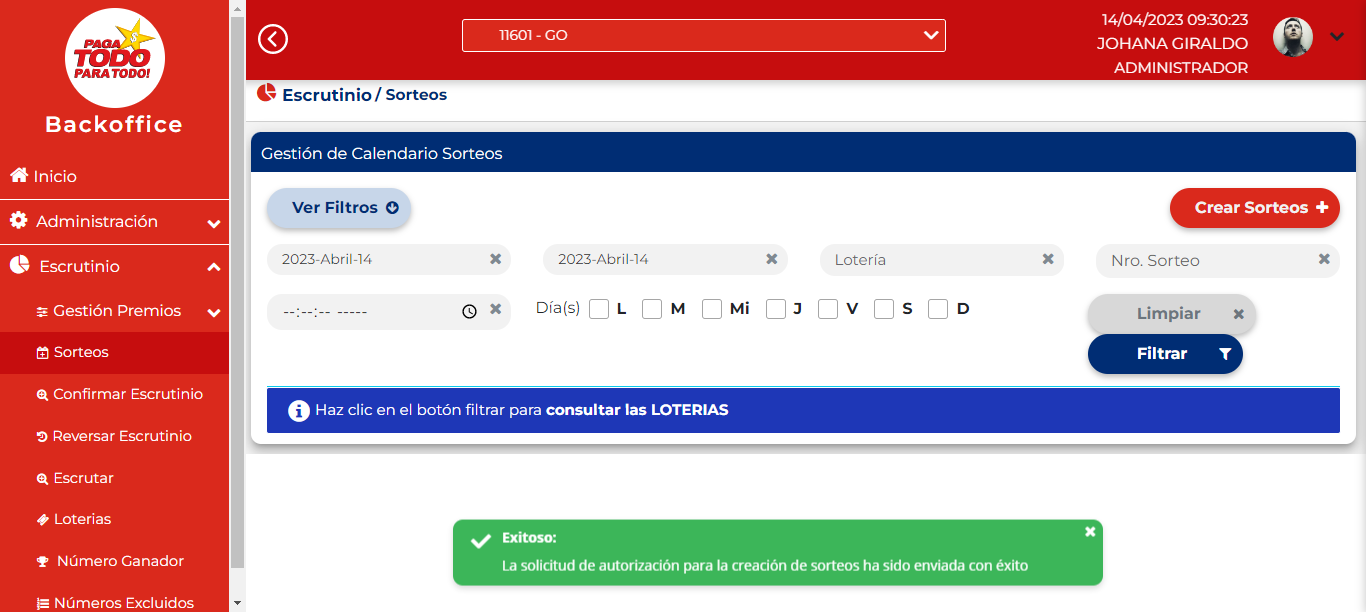 PAGA
TODO
PARA TODO!
Backoffice
Inicio
Administración
Escrutinio
Gestión Premios
Sorteos
Confirmar Escrutinio
Reversar Escrutinio
Escrutar
Loterias
Número Ganador
Números Excluidos
11601 - GO
14/04/2023 09:30:23
JOHANA GIRALDO
ADMINISTRADOR
Escrutinio / Sorteos
Gestión de Calendario Sorteos
Ver Filtros
Crear Sorteos +
2023-Abril-14
2023-Abril-14
Lotería
Nro. Sorteo
--:--:-- -----
Día(s) L M Mi J V S D
Limpiar
Filtrar
Haz clic en el botón filtrar para consultar las LOTERIAS
Exitoso:
La solicitud de autorización para la creación de sorteos ha sido enviada con éxito